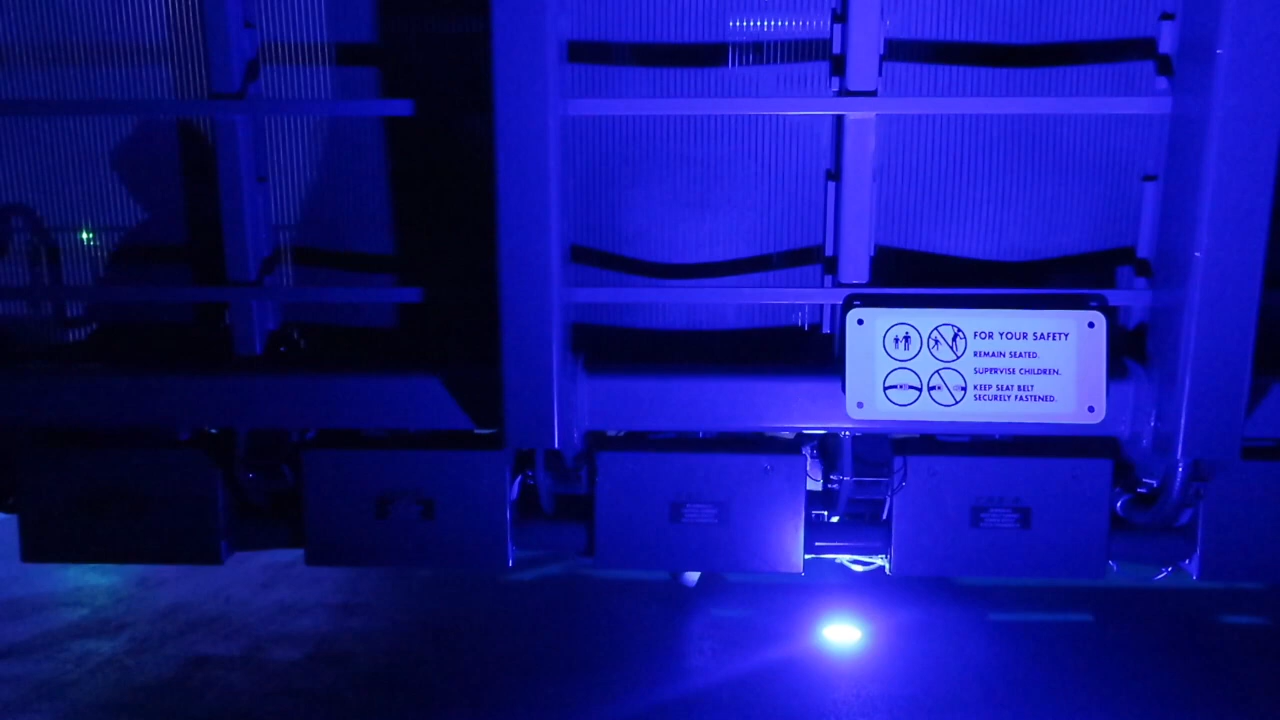 FOR YOUR SAFETY
REMAIN SEATED.
SUPERVISE CHILDREN.
KEEP SEAT BELT
SECURELY FASTENED.